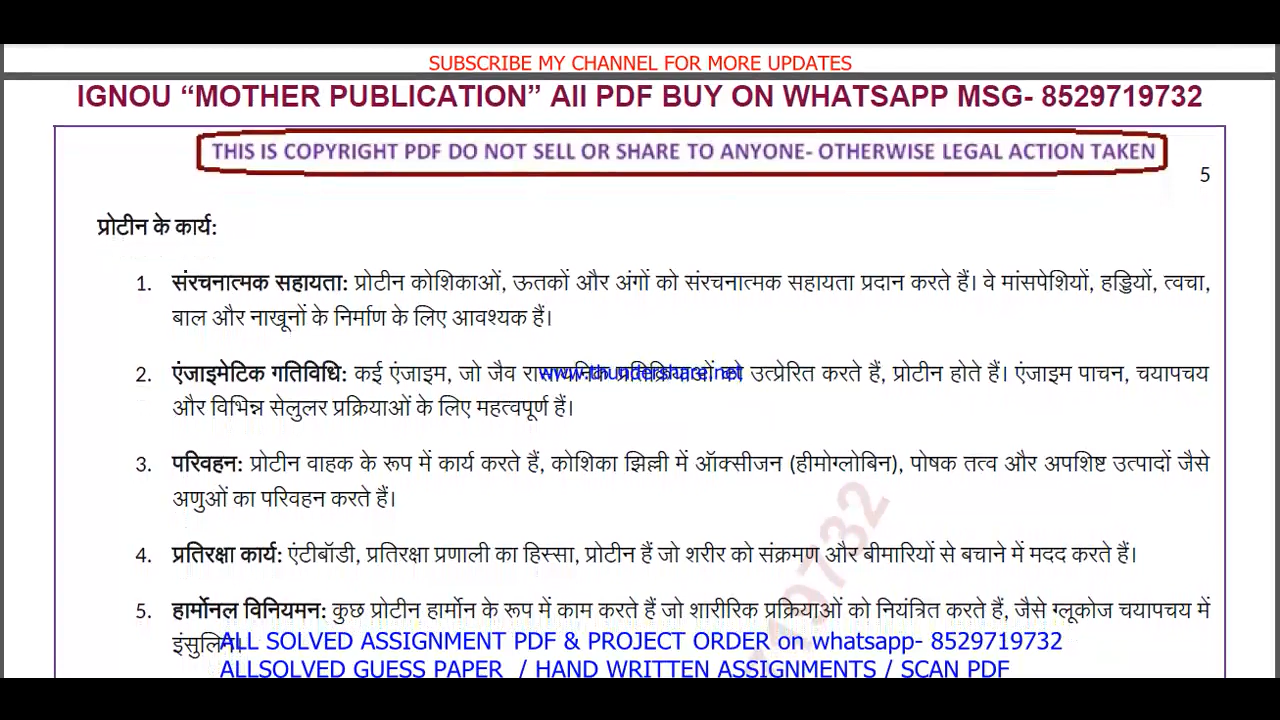 SUBSCRIBE MY CHANNEL FOR MORE UPDATES
IGNOU “MOTHER PUBLICATION” All PDF BUY ON WHATSAPP MSG- 8529719732
THIS IS COPYRIGHT PDF DO NOT SELL OR SHARE TO ANYONE- OTHERWISE LEGAL ACTION TAKEN
5
प्रोटीन के कार्य:
1. संरचनात्मक सहायता: प्रोटीन कोशिकाओं, ऊतकों और अंगों को संरचनात्मक सहायता प्रदान करते हैं। वे मांसपेशियों, हड्डियों, त्वचा,
बाल और नाखूनों के निर्माण के लिए आवश्यक हैं।
2. एंजाइमेटिक गतिविधि: कई एंजाइम, जो जैव रासायनिक प्रतिक्रियाओं को उत्प्रेरित करते हैं, प्रोटीन होते हैं। एंजाइम पाचन, चयापचय
www.thundershare.net
और विभिन्न सेलुलर प्रक्रियाओं के लिए महत्वपूर्ण हैं।
3. परिवहन: प्रोटीन वाहक के रूप में कार्य करते हैं, कोशिका झिल्ली में ऑक्सीजन (हीमोग्लोबिन), पोषक तत्व और अपशिष्ट उत्पादों जैसे
अणुओं का परिवहन करते हैं।
4. प्रतिरक्षा कार्य: एंटीबॉडी, प्रतिरक्षा प्रणाली का हिस्सा, प्रोटीन हैं जो शरीर को संक्रमण और बीमारियों से बचाने में मदद करते हैं।
5. हार्मोनल विनियमन: कुछ प्रोटीन हार्मोन के रूप में काम करते हैं जो शारीरिक प्रक्रियाओं को नियंत्रित करते हैं, जैसे ग्लूकोज चयापचय में
इंसुलिन।
ALL SOLVED ASSIGNMENT PDF & PROJECT ORDER on whatsapp- 8529719732
ALLSOLVED GUESS PAPER / HAND WRITTEN ASSIGNMENTS / SCAN PDF